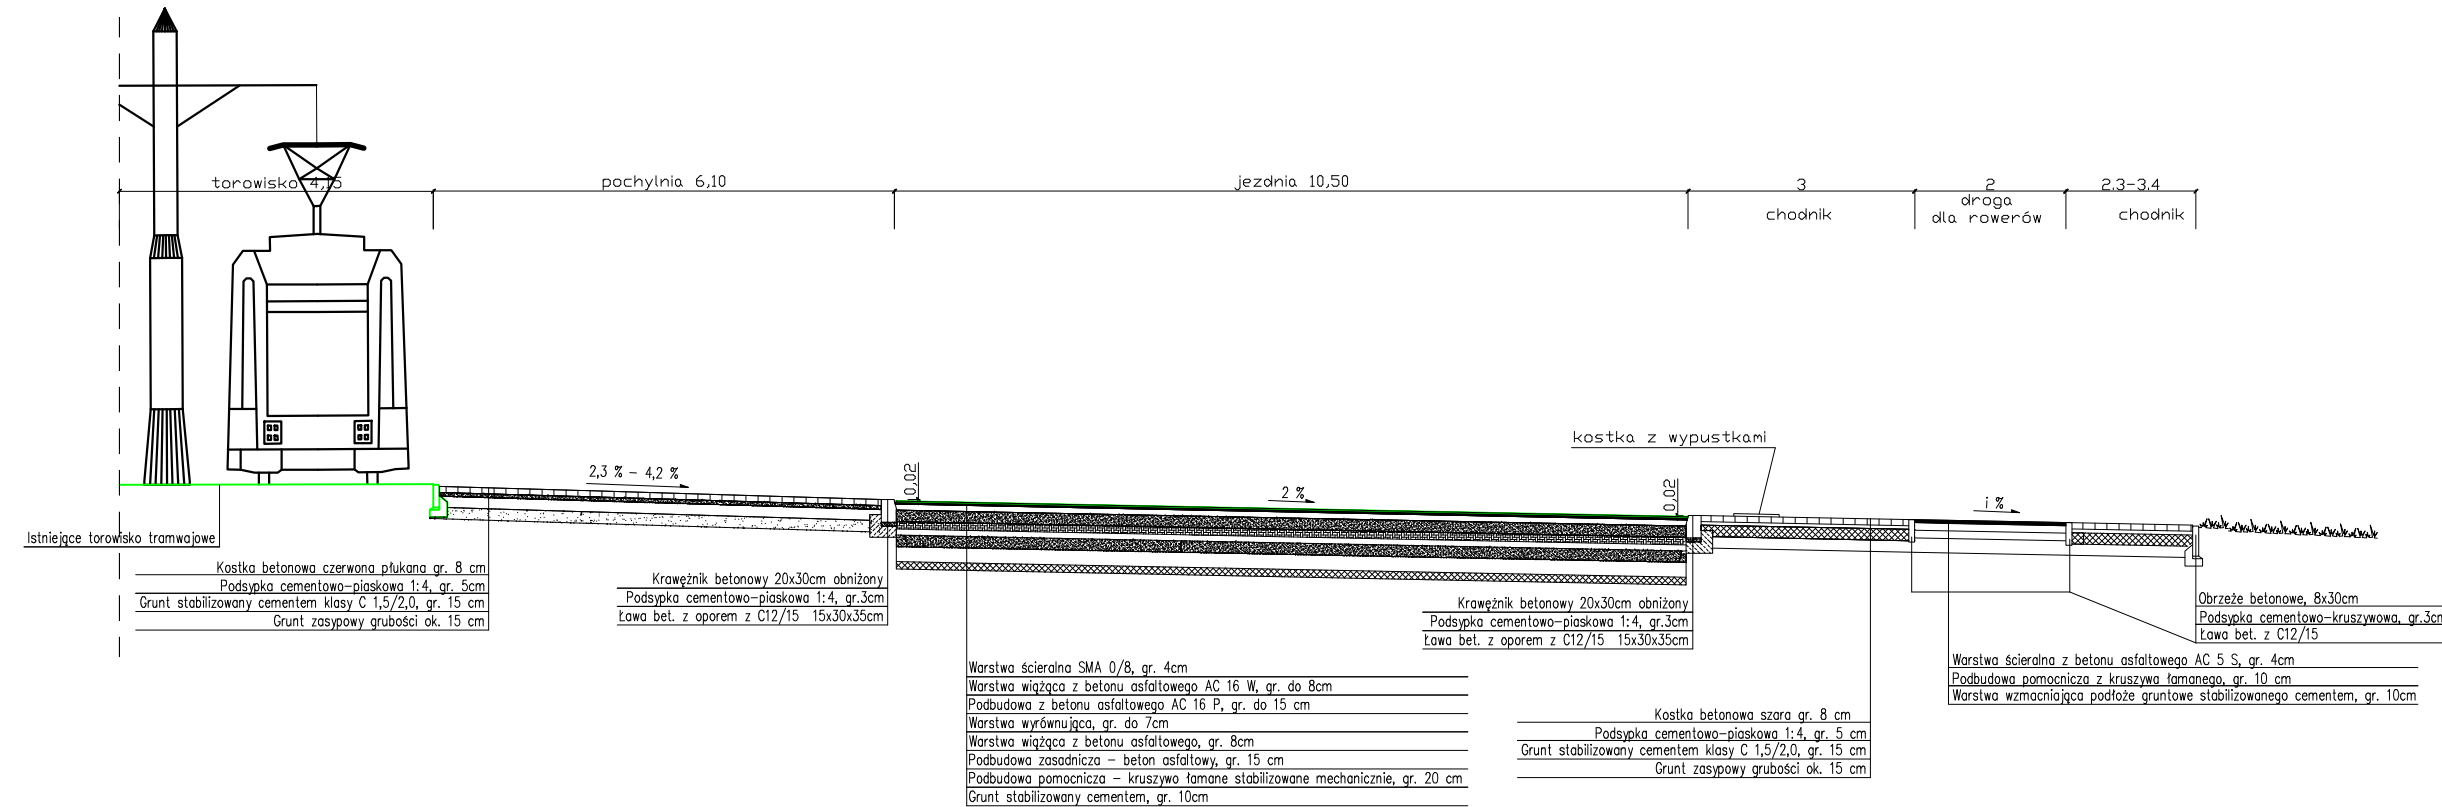 torowisko 4,15
pochylnia 6,10
jezdnia 10,50
3
chodnik
2
droga
dla rowerów
2.3-3.4
chodnik
kostka z wypustkami
2,3 % - 4,2 %
0,02
2 %
0,02
i %
Istniejące torowisko tramwajowe
Kostka betonowa czerwona płukana gr. 8 cm
Podsypka cementowo-piaskowa 1:4, gr. 5cm
Grunt stabilizowany cementem klasy C 1,5/2,0, gr. 15 cm
Grunt zasypowy grubości ok. 15 cm
Krawężnik betonowy 20x30cm obniżony
Podsypka cementowo-piaskowa 1:4, gr.3cm
Ława bet. z oporem z C12/15 15x30x35cm
Warstwa ścieralna SMA 0/8, gr. 4cm
Warstwa wiążąca z betonu asfaltowego AC 16 W, gr. do 8cm
Podbudowa z betonu asfaltowego AC 16 P, gr. do 15 cm
Warstwa wyrównująca, gr. do 7cm
Warstwa wiążąca z betonu asfaltowego, gr. 8cm
Podbudowa zasadnicza - beton asfaltowy, gr. 15 cm
Podbudowa pomocnicza - kruszywo łamane stabilizowane mechanicznie, gr. 20 cm
Grunt stabilizowany cementem, gr. 10cm
Krawężnik betonowy 20x30cm obniżony
Podsypka cementowo-piaskowa 1:4, gr.3cm
Ława bet. z oporem z C12/15 15x30x35cm
Kostka betonowa szara gr. 8 cm
Podsypka cementowo-piaskowa 1:4, gr. 5 cm
Grunt stabilizowany cementem klasy C 1,5/2,0, gr. 15 cm
Grunt zasypowy grubości ok. 15 cm
Obrzeże betonowe, 8x30cm
Podsypka cementowo-kruszywowa, gr.3cm
Ława bet. z C12/15
Warstwa ścieralna z betonu asfaltowego AC 5 S, gr. 4cm
Podbudowa pomocnicza z kruszywa łamanego, gr. 10 cm
Warstwa wzmacniająca podłoże gruntowe stabilizowanego cementem, gr. 10cm